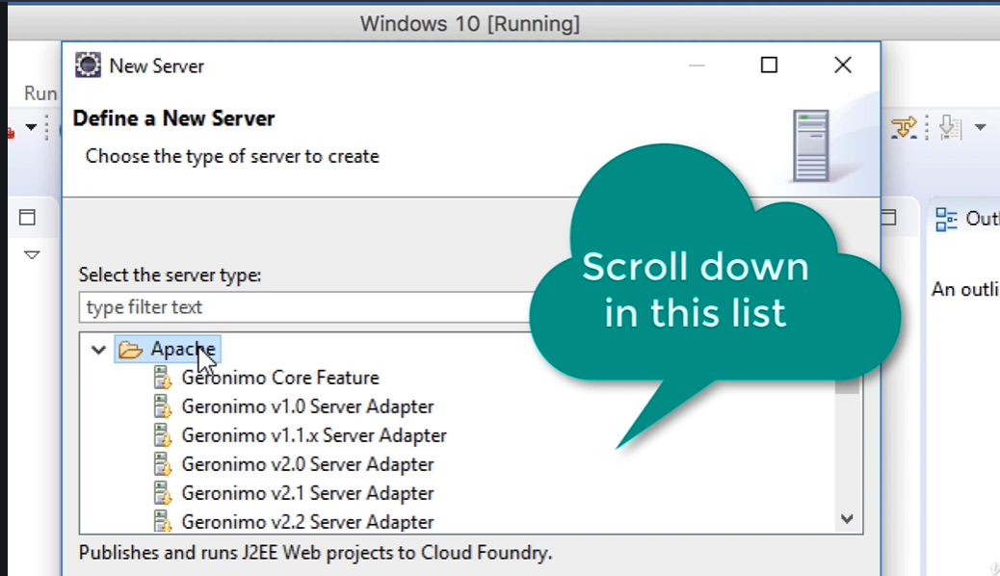 Windows 10 [Running]
New Server
Run
Define a New Server
Choose the type of server to create
Outl
Select the server type:
Scroll down
in this list
An outli
type filter text
Apache
Geronimo Core Feature
Geronimo v1.0 Server Adapter
Geronimo v1.1.x Server Adapter
Geronimo v2.0 Server Adapter
Geronimo v2.1 Server Adapter
Geronimo v2.2 Server Adapter
Publishes and runs J2EE Web projects to Cloud Foundry.